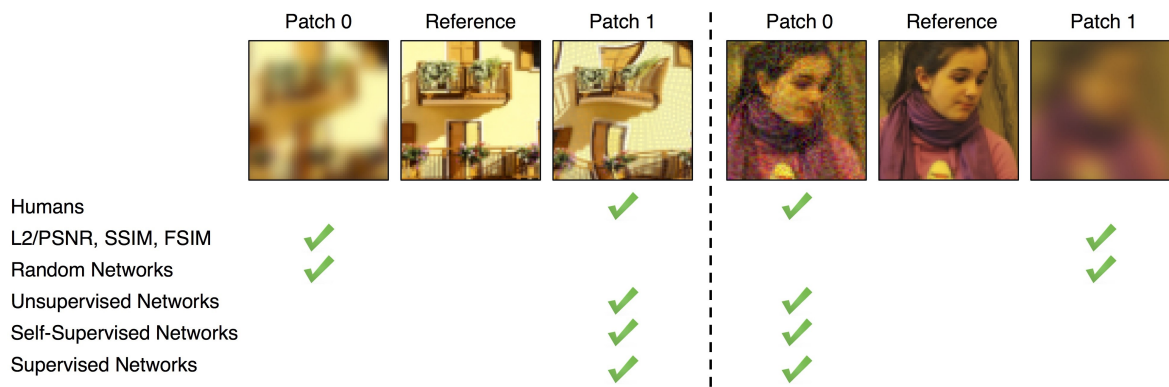 Patch 0 Reference Patch 1 Patch 0 Reference Patch 1
Humans
L2/PSNR, SSIM, FSIM
Random Networks
Unsupervised Networks
Self-Supervised Networks
Supervised Networks